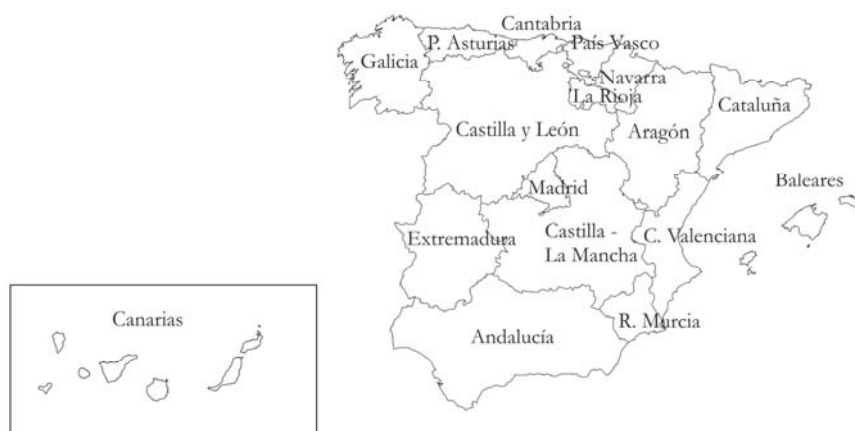 Cantabria
P. Asturias
País Vasco
Galicia
Navarra
La Rioja
Cataluña
Castilla y León
Aragón
Madrid
Baleares
Extremadura
Castilla -
La Mancha
C. Valenciana
Canarias
R. Murcia
Andalucía